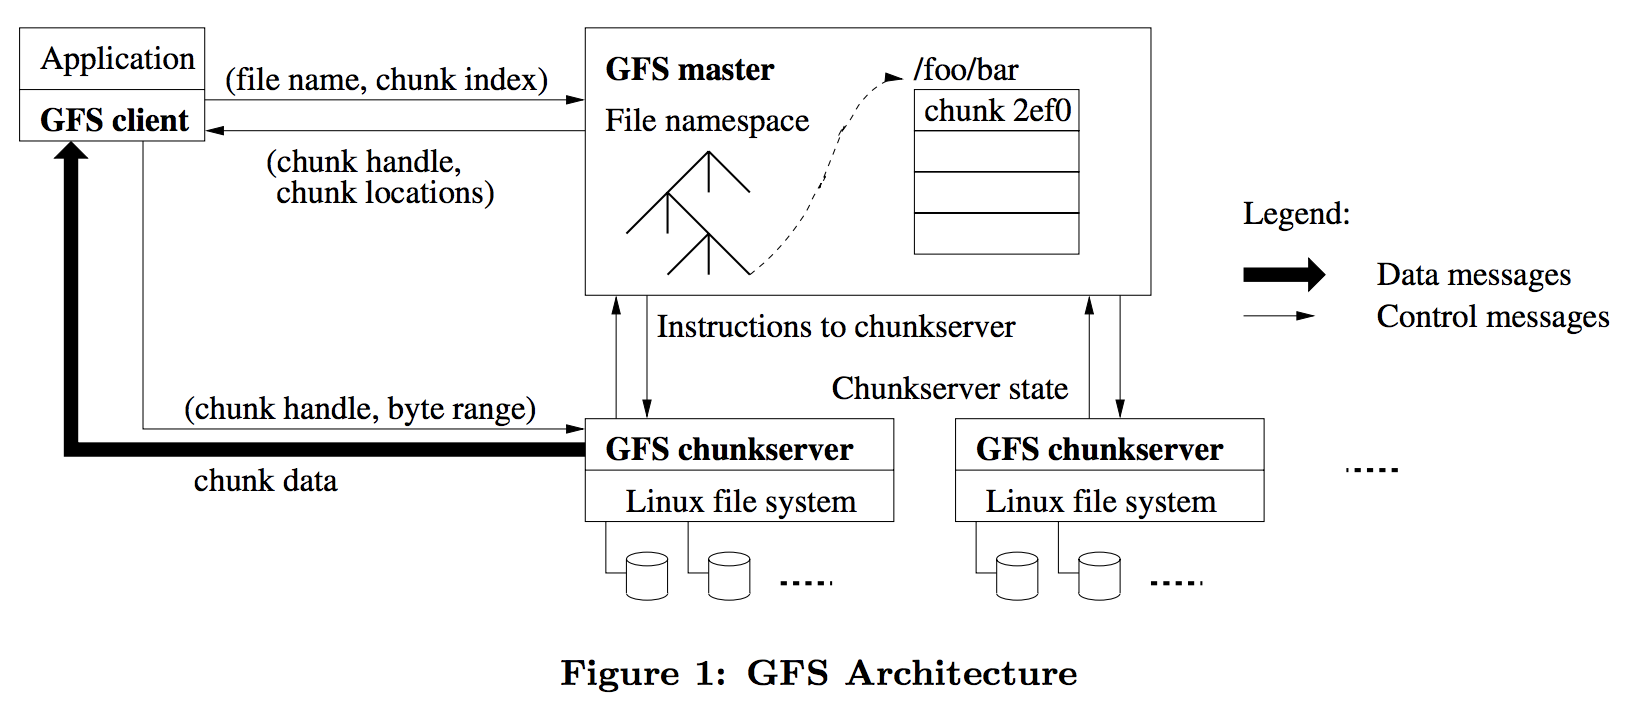 Application
GFS client
(file name, chunk index)
(chunk handle,
chunk locations)
GFS master
File namespace
/foo/bar
chunk 2ef0
Legend:
Data messages
Control messages
Instructions to chunkserver
Chunkserver state
(chunk handle, byte range)
chunk data
GFS chunkserver
Linux file system
GFS chunkserver
Linux file system
Figure 1: GFS Architecture